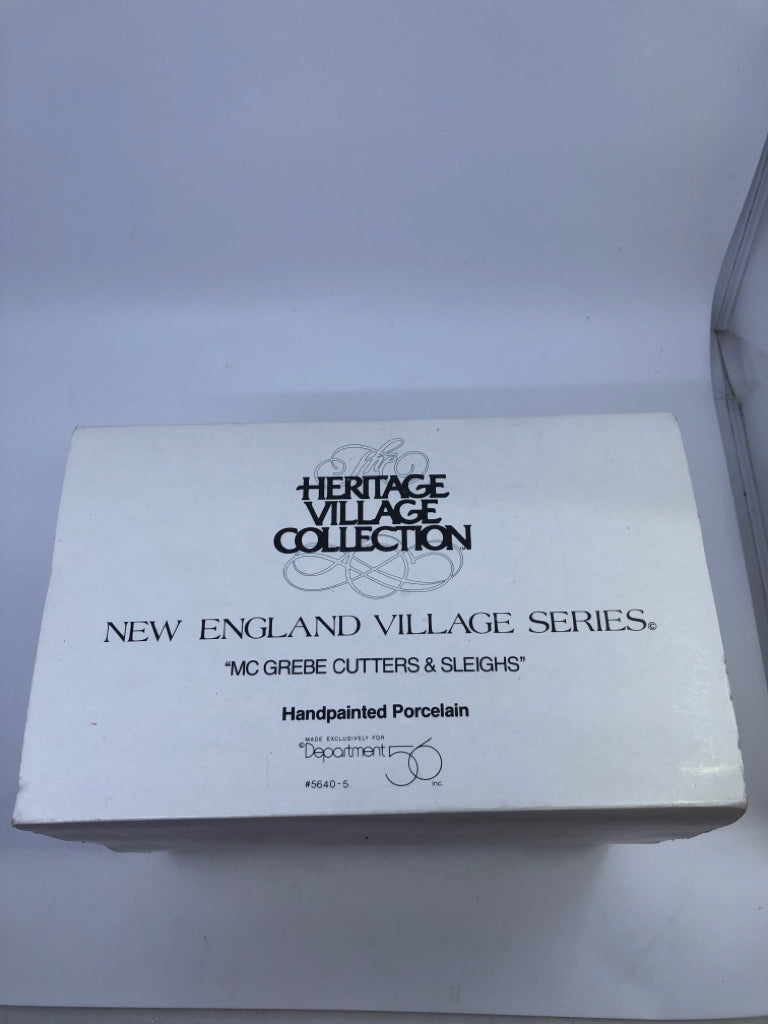 The
HERITAGE
VILLAGE
COLLECTION
NEW ENGLAND VILLAGE SERIES©
"MC GREBE CUTTERS & SLEIGHS"
Handpainted Porcelain
MADE EXCLUSIVELY FOR
©Department 56
#5640-5 inc.